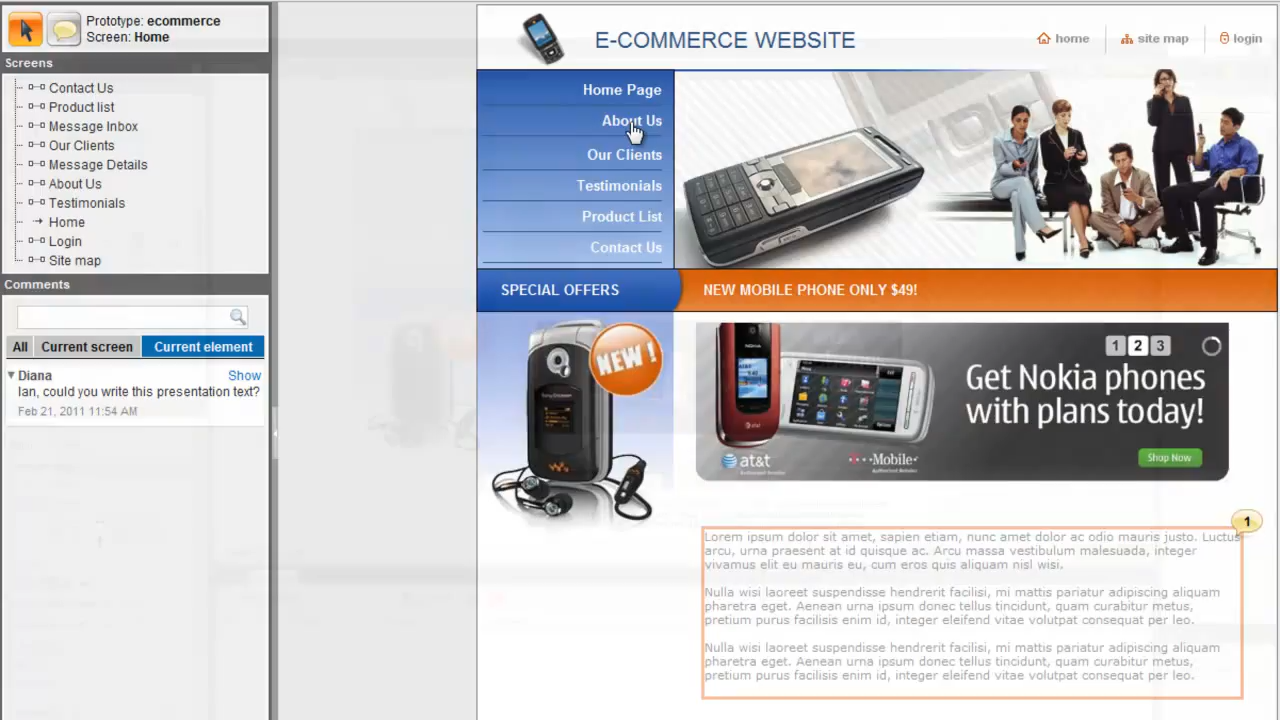 Prototype: ecommerce
Screen: Home
Screens
Contact Us
Product list
Message Inbox
Our Clients
Message Details
About Us
Testimonials
Home
Login
Site map
Comments
All Current screen Current element
Diana Show
Ian, could you write this presentation text?
Feb 21, 2011 11:54 AM
E-COMMERCE WEBSITE
home site map login
Home Page
About Us
Our Clients
Testimonials
Product List
Contact Us
SPECIAL OFFERS NEW MOBILE PHONE ONLY $49!
NEW !
1 2 3
NOKIA
Get Nokia phones
with plans today!
at&t T··Mobile·
Shop Now
1
Lorem ipsum dolor sit amet, sapien etiam, nunc amet dolor ac odio mauris justo. Luctus
arcu, urna praesent at id quisque ac. Arcu massa vestibulum malesuada, integer
vivamus elit eu mauris eu, cum eros quis aliquam nisl wisi.
Nulla wisi laoreet suspendisse hendrerit facilisi, mi mattis pariatur adipiscing aliquam
pharetra eget. Aenean urna ipsum donec tellus tincidunt, quam curabitur metus,
pretium purus facilisis enim id, integer eleifend vitae volutpat consequat per leo.
Nulla wisi laoreet suspendisse hendrerit facilisi, mi mattis pariatur adipiscing aliquam
pharetra eget. Aenean urna ipsum donec tellus tincidunt, quam curabitur metus,
pretium purus facilisis enim id, integer eleifend vitae volutpat consequat per leo.